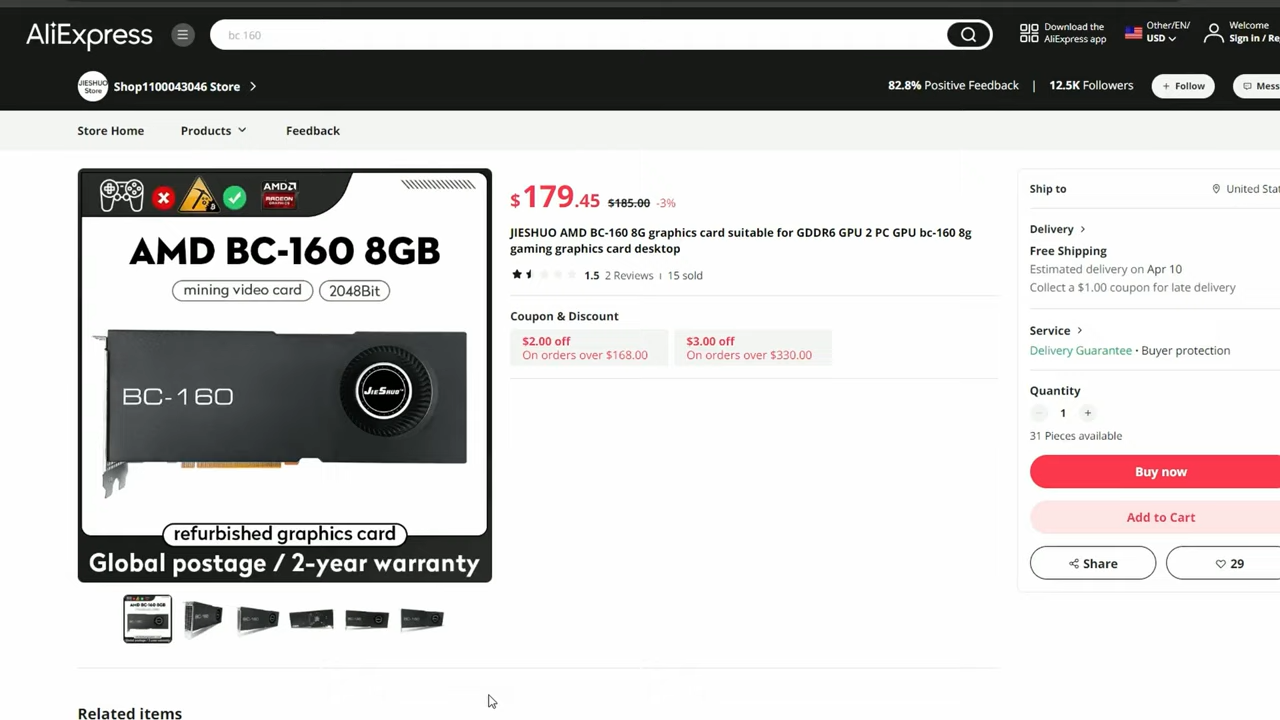 AliExpress
bc 160
Download the
AliExpress app
Other/EN/
USD
Welcome
Sign in / Re
JIESHUO
Store
Shop1100043046 Store
82.8% Positive Feedback | 12.5K Followers
+ Follow
Mess
Store Home
Products
Feedback
AMD
RADEON
GRAPHICS
AMD BC-160 8GB
mining video card
2048Bit
BC-160
JIESHUO
refurbished graphics card
Global postage / 2-year warranty
$179.45 $185.00 -3%
JIESHUO AMD BC-160 8G graphics card suitable for GDDR6 GPU 2 PC GPU bc-160 8g
gaming graphics card desktop
1.5 2 Reviews | 15 sold
Coupon & Discount
$2.00 off
On orders over $168.00
$3.00 off
On orders over $330.00
Ship to
United Stat
Delivery
Free Shipping
Estimated delivery on Apr 10
Collect a $1.00 coupon for late delivery
Service
Delivery Guarantee • Buyer protection
Quantity
1
31 Pieces available
Buy now
Add to Cart
Share
29
Related items